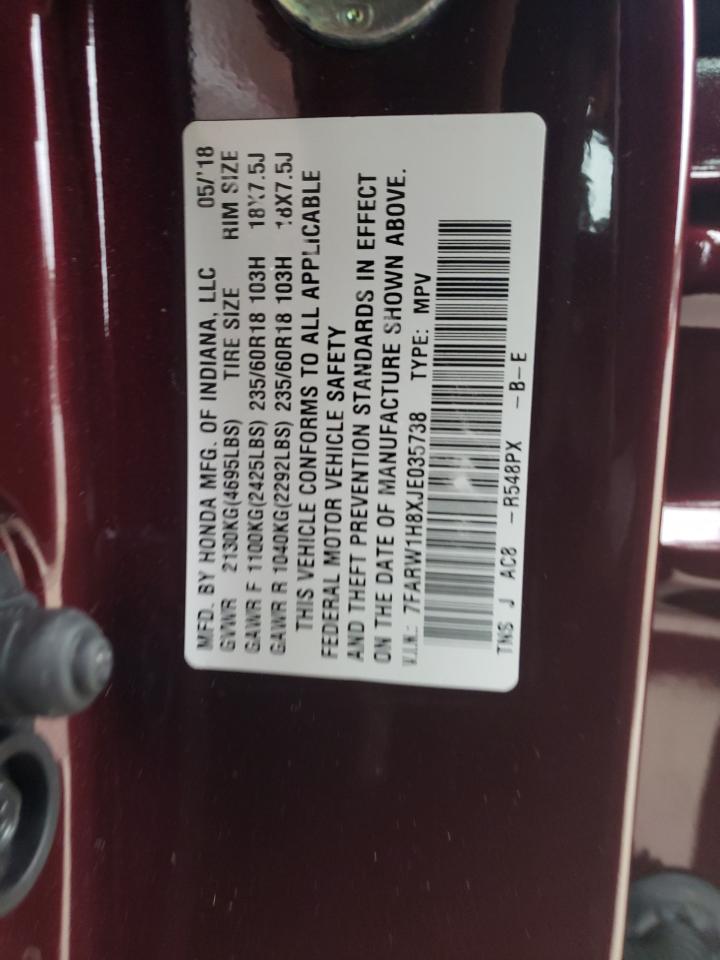 MFD. BY HONDA MFG. OF INDIANA, LLC 05/'18
GVWR 2130KG(4695LBS) TIRE SIZE RIM SIZE
GAWR F 1100KG(2425LBS) 235/60R18 103H 18X7.5J
GAWR R 1040KG(2292LBS) 235/60R18 103H 18X7.5J
THIS VEHICLE CONFORMS TO ALL APPLICABLE
FEDERAL MOTOR VEHICLE SAFETY
AND THEFT PREVENTION STANDARDS IN EFFECT
ON THE DATE OF MANUFACTURE SHOWN ABOVE.
V.I.N.: 7FARW1H8XJE035738 TYPE: MPV
TNS J AC8 -R548PX -B-E